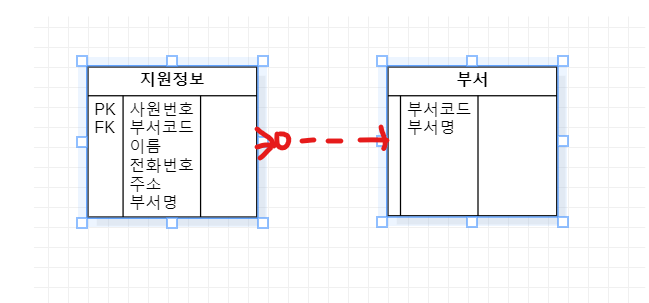 지원정보
PK 사원번호
FK 부서코드
이름
전화번호
주소
부서명
부서
부서코드
부서명